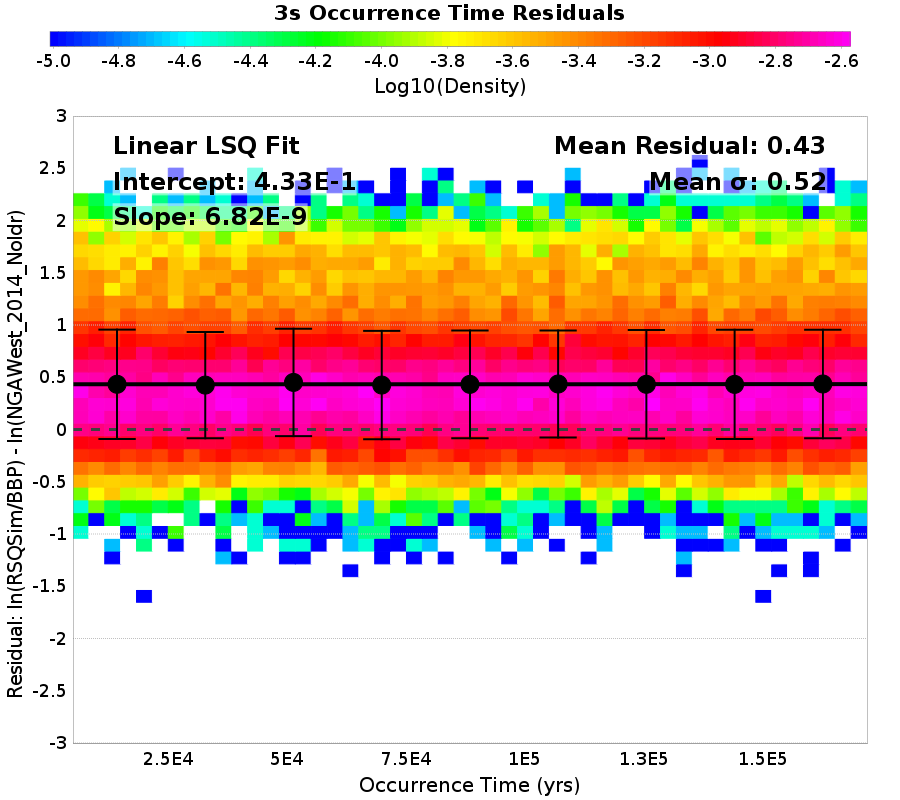 3s Occurrence Time Residuals
-5.0 -4.8 -4.6 -4.4 -4.2 -4.0 -3.8 -3.6 -3.4 -3.2 -3.0 -2.8 -2.6
Log10(Density)
Linear LSQ Fit
Intercept: 4.33E-1
Slope: 6.82E-9
Mean Residual: 0.43
Mean σ: 0.52
Residual: ln(RSQSim/BBP) - ln(NGAWest_2014_NoIdr)
3
2.5
2
1.5
1
0.5
0
-0.5
-1
-1.5
-2
-2.5
-3
2.5E4 5E4 7.5E4 1E5 1.3E5 1.5E5
Occurrence Time (yrs)